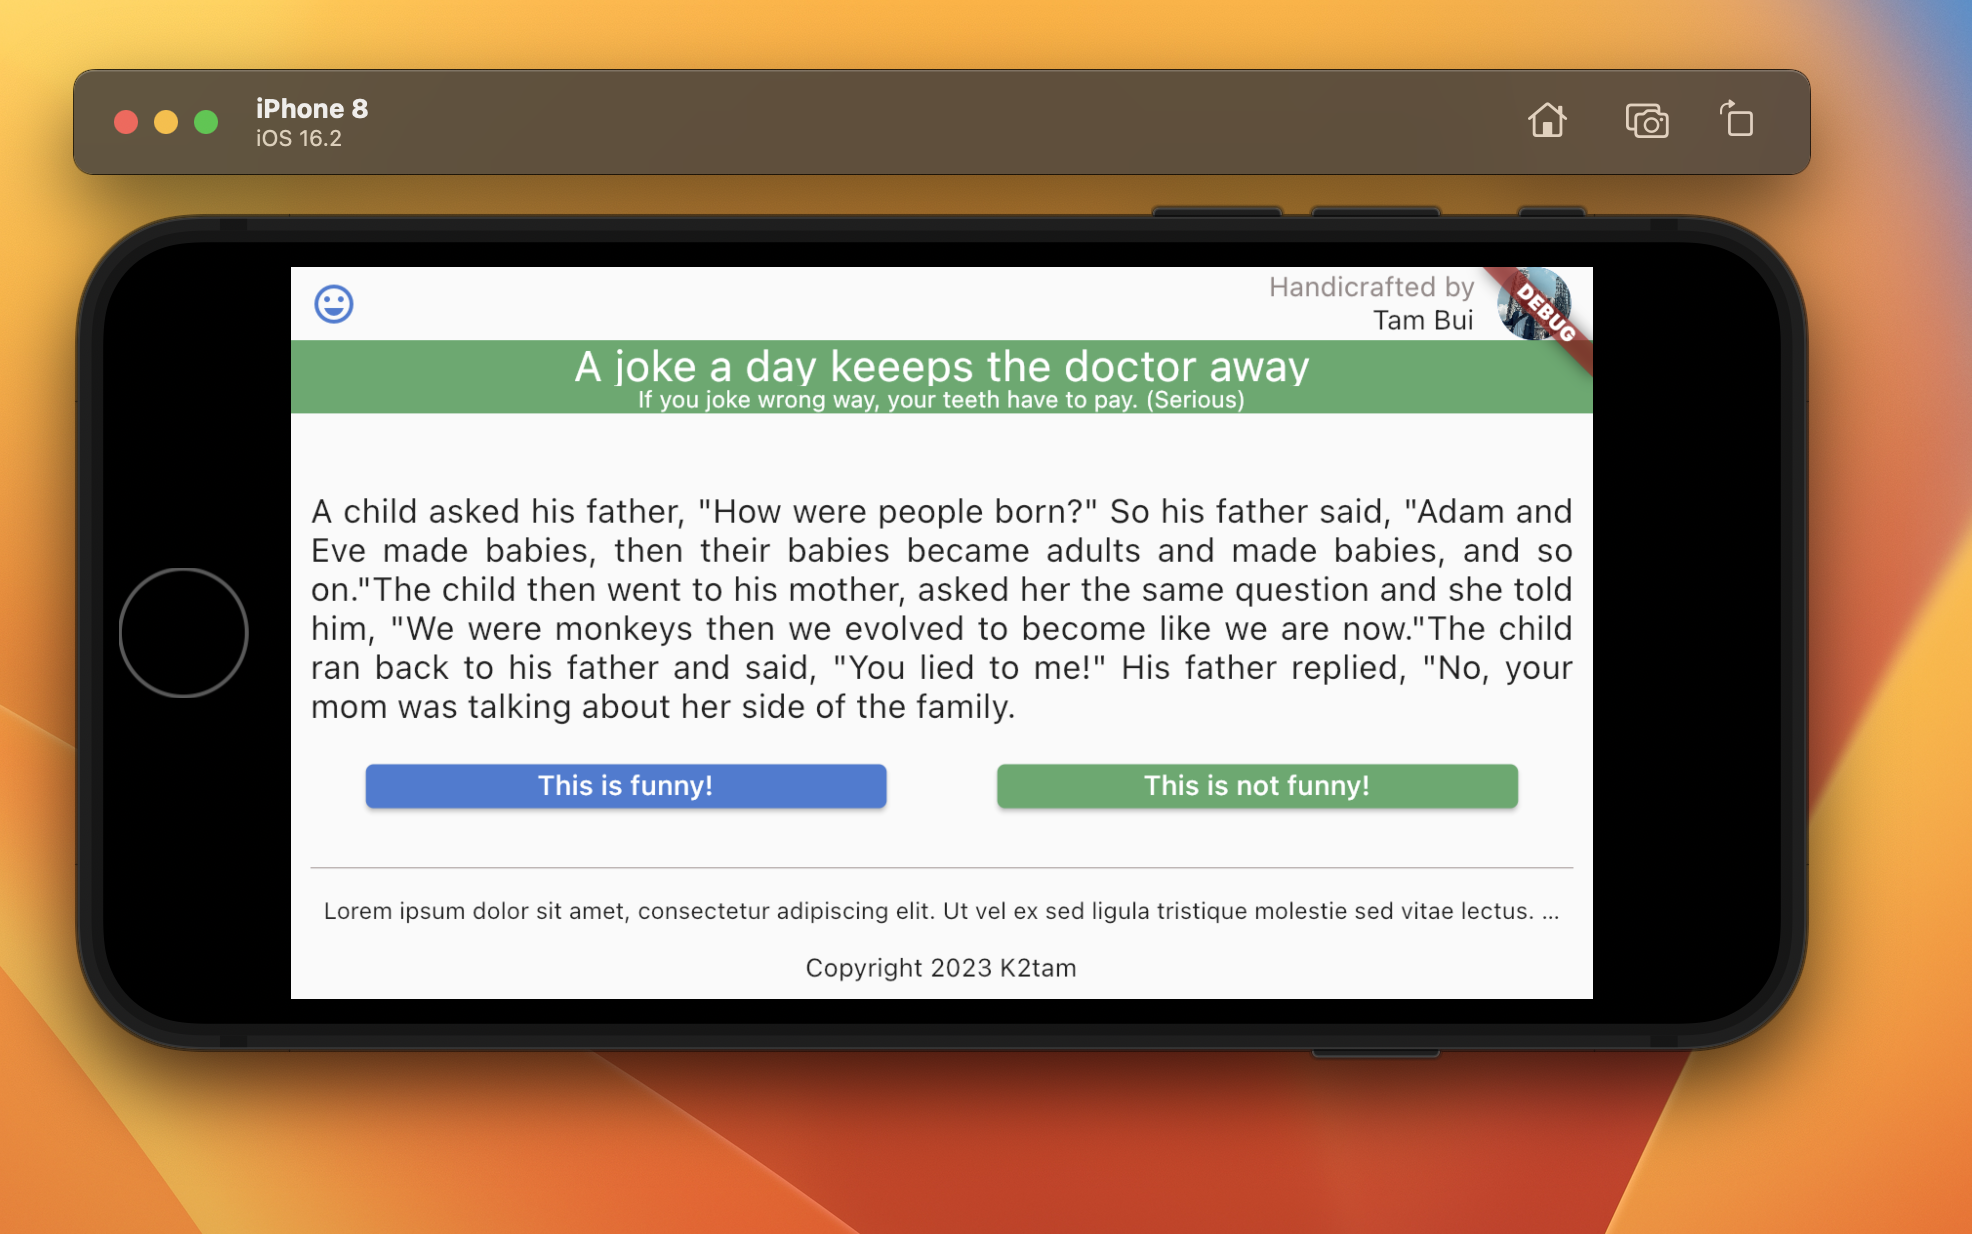 iPhone 8
iOS 16.2
Handicrafted by
Tam Bui
DEBUG
A joke a day keeeps the doctor away
If you joke wrong way, your teeth have to pay. (Serious)
A child asked his father, "How were people born?" So his father said, "Adam and
Eve made babies, then their babies became adults and made babies, and so
on."The child then went to his mother, asked her the same question and she told
him, "We were monkeys then we evolved to become like we are now."The child
ran back to his father and said, "You lied to me!" His father replied, "No, your
mom was talking about her side of the family.
This is funny!
This is not funny!
Lorem ipsum dolor sit amet, consectetur adipiscing elit. Ut vel ex sed ligula tristique molestie sed vitae lectus. ...
Copyright 2023 K2tam